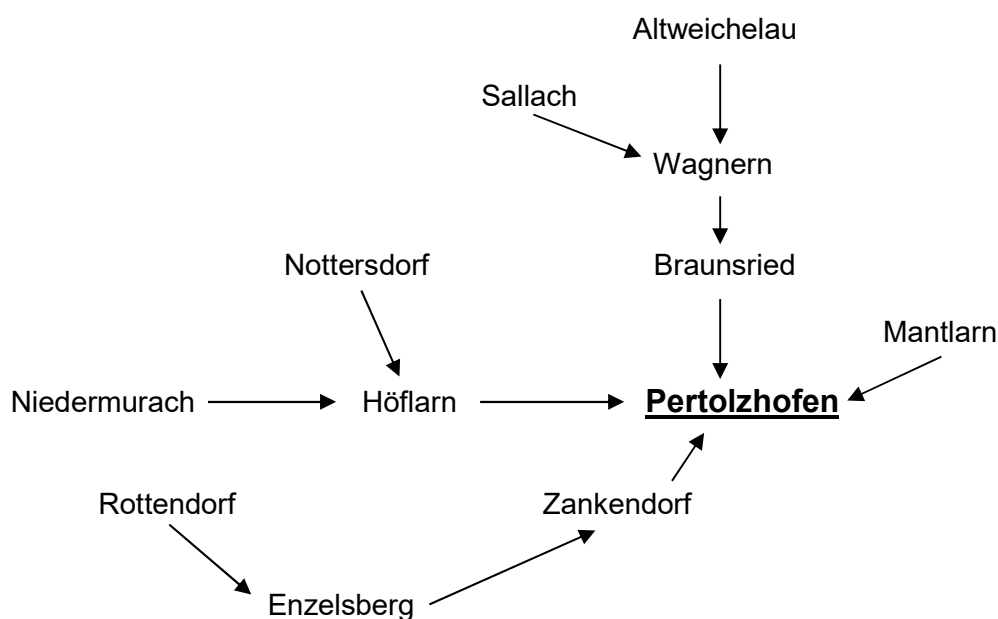 Altweichelau
Sallach
Wagnern
Nottersdorf
Braunsried
Mantlarn
Niedermurach
Höflarn
Pertolzhofen
Rottendorf
Zankendorf
Enzelsberg